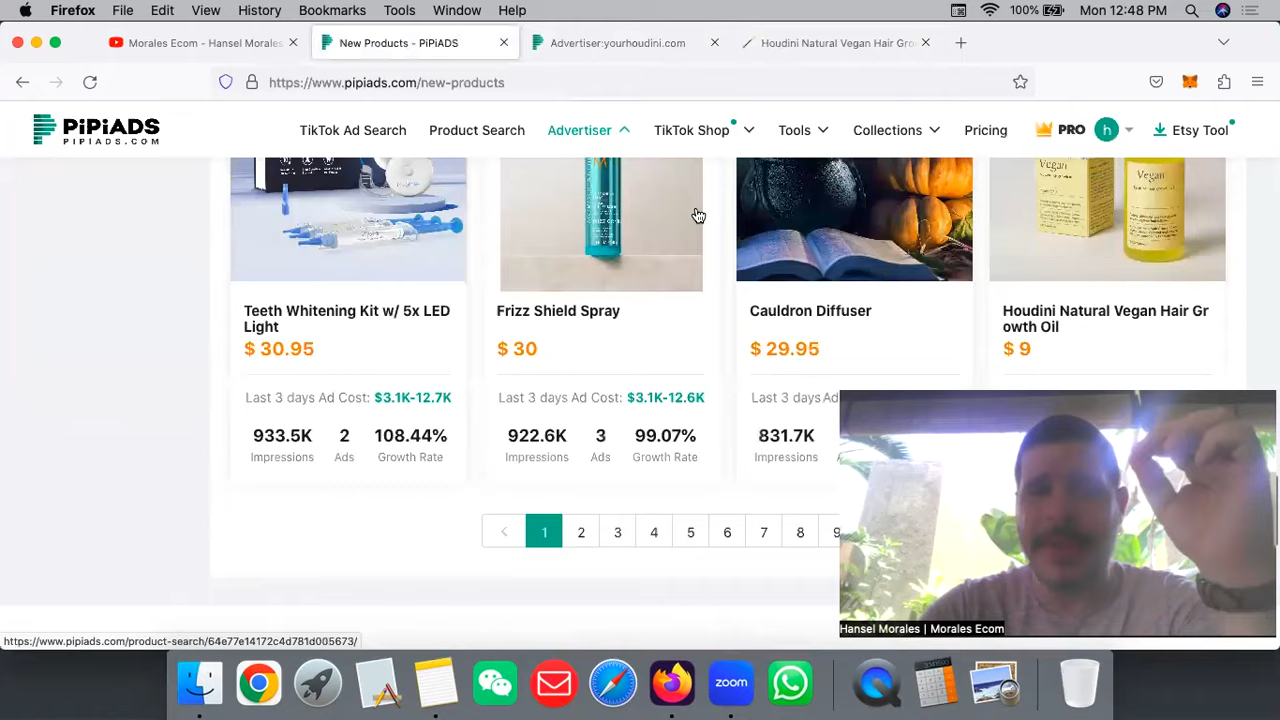 Firefox File Edit View History Bookmarks Tools Window Help 100% Mon 12:48 PM
Morales Ecom - Hansel Morales
New Products - PiPiADS
Advertiser:yourhoudini.com
Houdini Natural Vegan Hair Gro
https://www.pipiads.com/new-products
PiPiADS
PIPIADS.COM
TikTok Ad Search Product Search Advertiser TikTok Shop Tools Collections Pricing PRO h Etsy Tool
Vegan
Vegan
Teeth Whitening Kit w/ 5x LED
Light
$ 30.95
Last 3 days Ad Cost: $3.1K-12.7K
933.5K 2 108.44%
Impressions Ads Growth Rate
Frizz Shield Spray
$ 30
Last 3 days Ad Cost: $3.1K-12.6K
922.6K 3 99.07%
Impressions Ads Growth Rate
Cauldron Diffuser
$ 29.95
Last 3 days Ad
831.7K
Impressions
Houdini Natural Vegan Hair Gr
owth Oil
$ 9
1 2 3 4 5 6 7 8 9
Hansel Morales | Morales Ecom
https://www.pipiads.com/product-search/64e77e14172c4d781d005673/
zoom